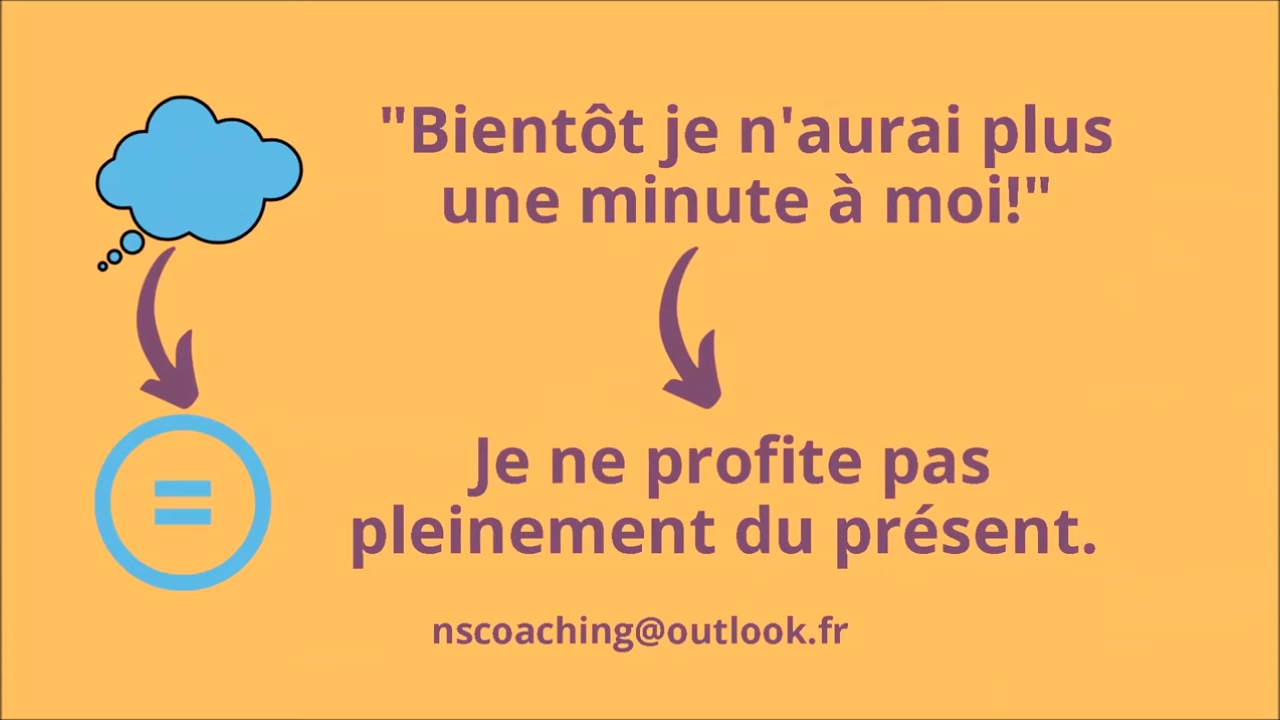 "Bientôt je n'aurai plus
une minute à moi!"
Je ne profite pas
pleinement du présent.
nscoaching@outlook.fr